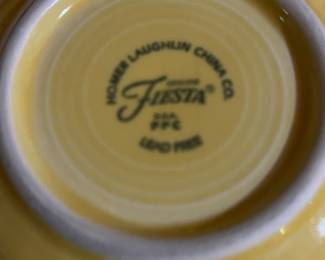 HOMER LAUGHLIN CHINA CO.
GENUINE
FIESTA®
U.S.A.
PPC
LEAD FREE